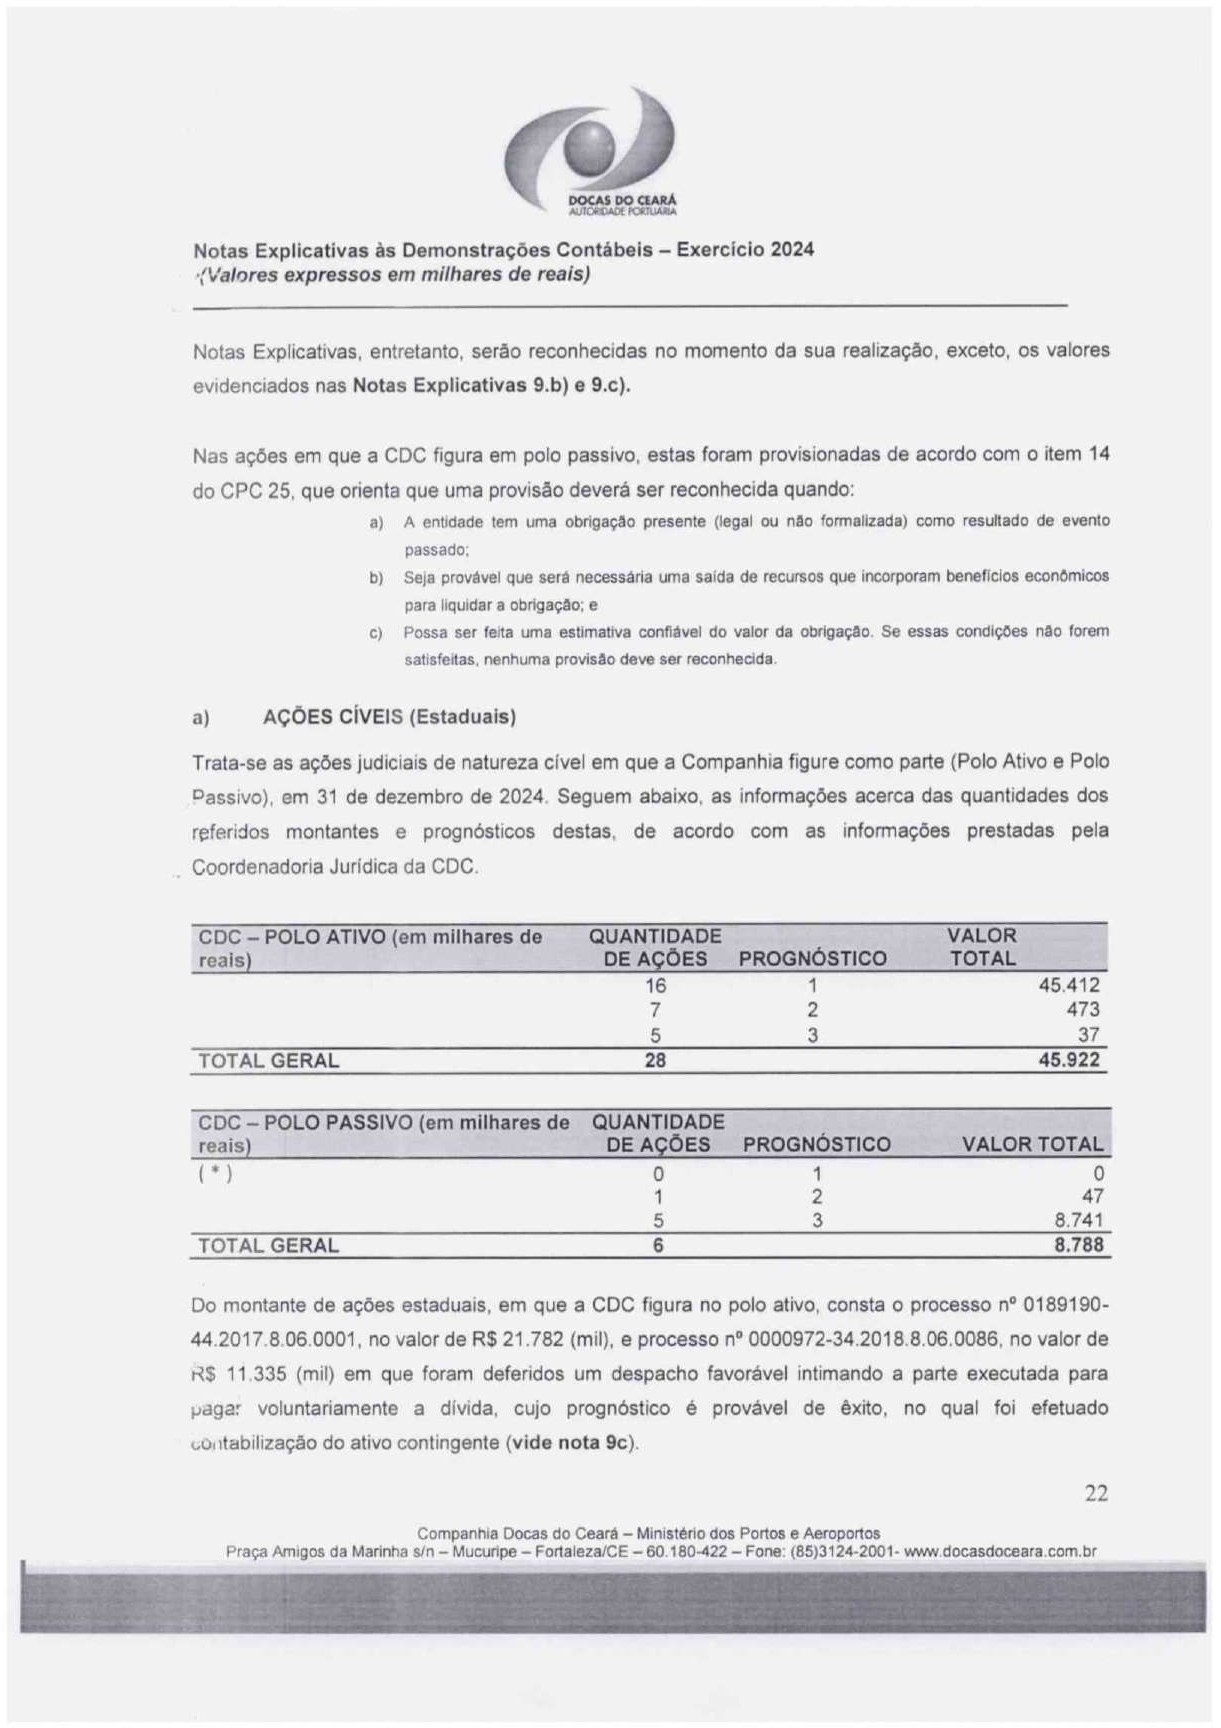 DOCAS DO CEARÁ
AUTORIDADE PORTUÁRIA
Notas Explicativas às Demonstrações Contábeis – Exercício 2024
(Valores expressos em milhares de reais)
Notas Explicativas, entretanto, serão reconhecidas no momento da sua realização, exceto, os valores
evidenciados nas Notas Explicativas 9.b) e 9.c).
Nas ações em que a CDC figura em polo passivo, estas foram provisionadas de acordo com o item 14
do CPC 25, que orienta que uma provisão deverá ser reconhecida quando:
a) A entidade tem uma obrigação presente (legal ou não formalizada) como resultado de evento
passado;
b) Seja provável que será necessária uma saída de recursos que incorporam benefícios econômicos
para liquidar a obrigação; e
c) Possa ser feita uma estimativa confiável do valor da obrigação. Se essas condições não forem
satisfeitas, nenhuma provisão deve ser reconhecida.
a) AÇÕES CÍVEIS (Estaduais)
Trata-se as ações judiciais de natureza cível em que a Companhia figure como parte (Polo Ativo e Polo
Passivo), em 31 de dezembro de 2024. Seguem abaixo, as informações acerca das quantidades dos
referidos montantes e prognósticos destas, de acordo com as informações prestadas pela
Coordenadoria Jurídica da CDC.
CDC – POLO ATIVO (em milhares de QUANTIDADE VALOR
reais) DE AÇÕES PROGNÓSTICO TOTAL
16 1 45.412
7 2 473
5 3 37
TOTAL GERAL 28 45.922
CDC – POLO PASSIVO (em milhares de QUANTIDADE
reais) DE AÇÕES PROGNÓSTICO VALOR TOTAL
( * ) 0 1 0
1 2 47
5 3 8.741
TOTAL GERAL 6 8.788
Do montante de ações estaduais, em que a CDC figura no polo ativo, consta o processo nº 0189190-
44.2017.8.06.0001, no valor de R$ 21.782 (mil), e processo nº 0000972-34.2018.8.06.0086, no valor de
R$ 11.335 (mil) em que foram deferidos um despacho favorável intimando a parte executada para
pagar voluntariamente a dívida, cujo prognóstico é provável de êxito, no qual foi efetuado
contabilização do ativo contingente (vide nota 9c).
22
Companhia Docas do Ceará – Ministério dos Portos e Aeroportos
Praça Amigos da Marinha s/n – Mucuripe – Fortaleza/CE – 60.180-422 – Fone: (85)3124-2001- www.docasdoceara.com.br